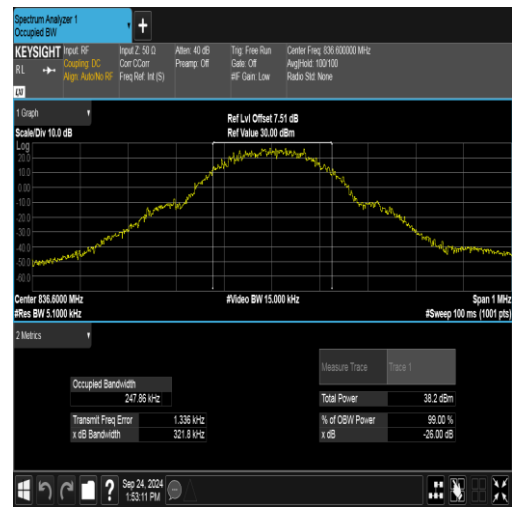 Spectrum Analyzer 1
Occupied BW
+
KEYSIGHT Input: RF Input Z: 50 Ω Atten: 40 dB Trig: Free Run Center Freq: 836.600000 MHz
RL Coupling: DC Corr CCorr Preamp: Off Gate: Off Avg|Hold: 100/100
Align: Auto/No RF Freq Ref: Int (S) #IF Gain: Low Radio Std: None
LXI
1 Graph
Ref Lvl Offset 7.51 dB
Scale/Div 10.0 dB Ref Value 30.00 dBm
Log
20.0
10.0
0.00
-10.0
-20.0
-30.0
-40.0
-50.0
-60.0
Center 836.6000 MHz #Video BW 15.000 kHz Span 1 MHz
#Res BW 5.1000 kHz #Sweep 100 ms (1001 pts)
2 Metrics
Measure Trace Trace 1
Occupied Bandwidth
247.86 kHz Total Power 38.2 dBm
Transmit Freq Error 1.336 kHz % of OBW Power 99.00 %
x dB Bandwidth 321.8 kHz x dB -26.00 dB
? Sep 24, 2024
1:53:11 PM